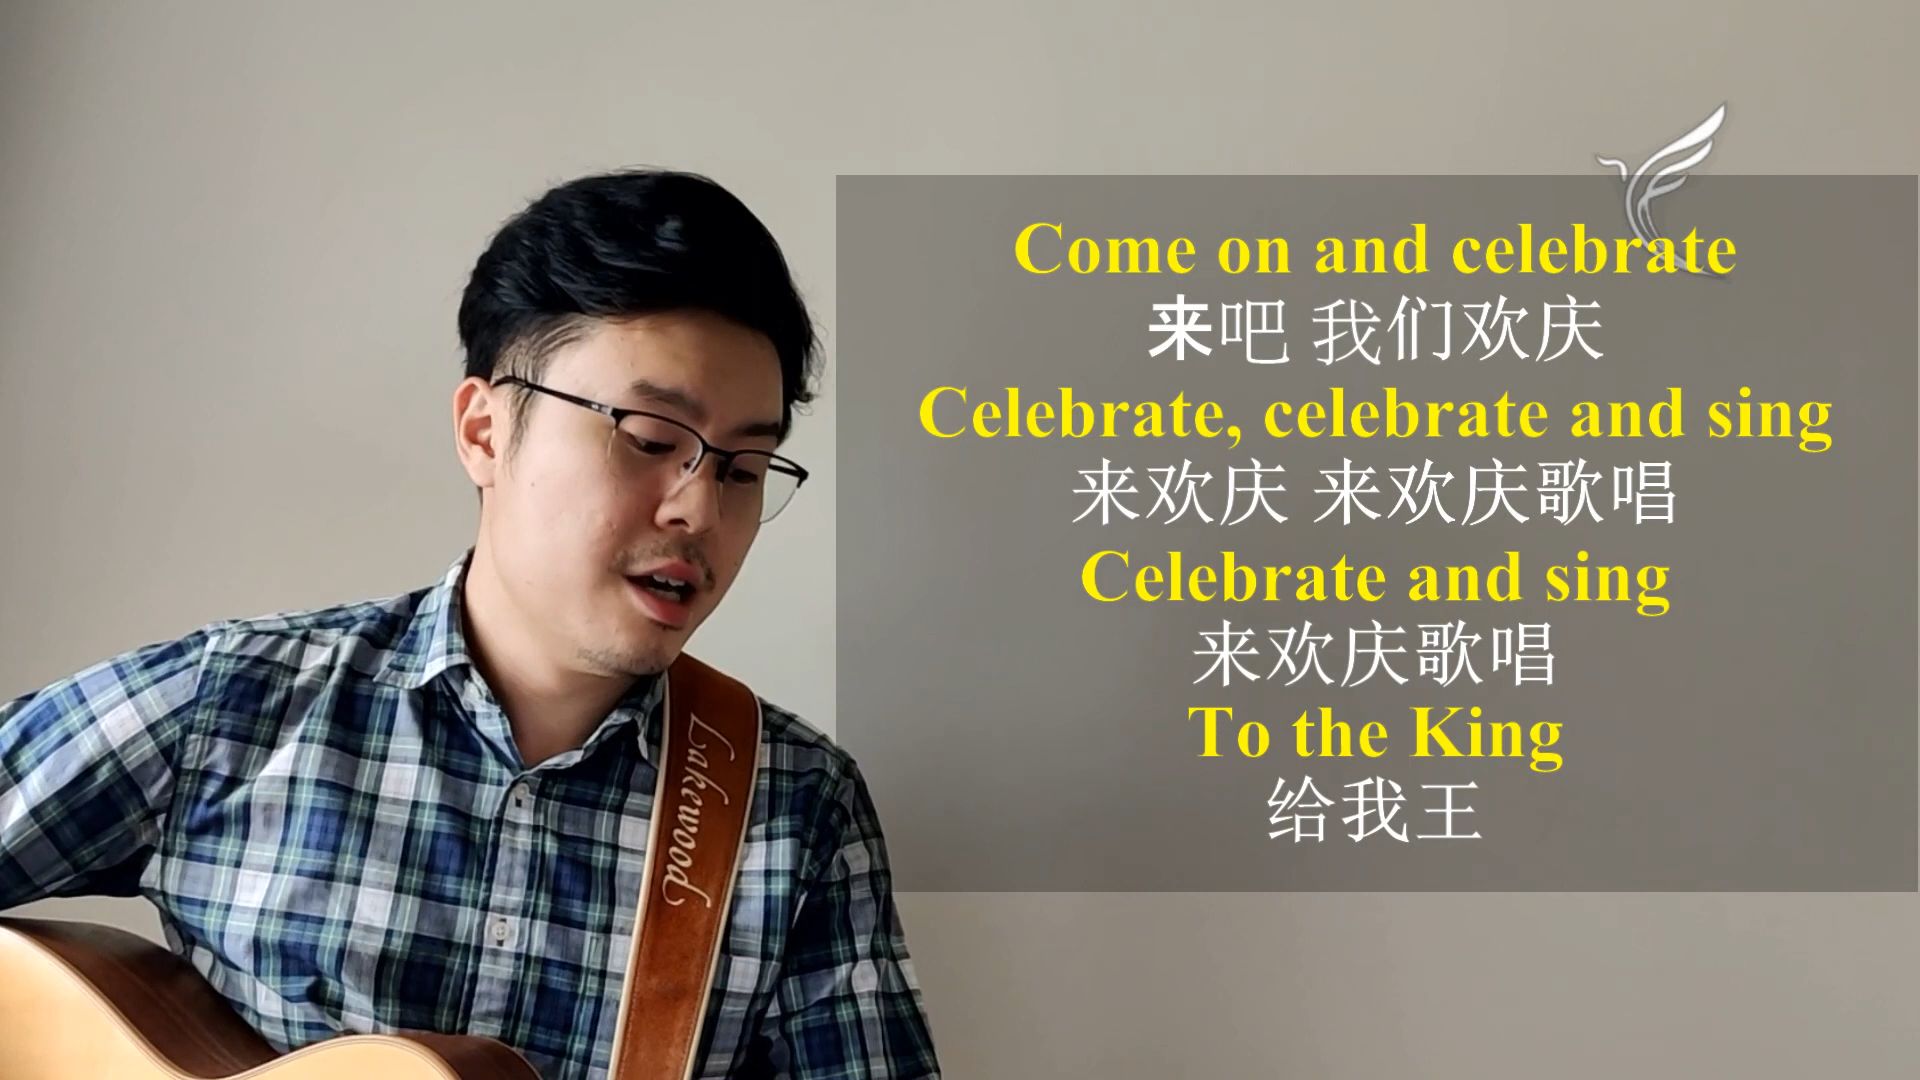 Come on and celebrate
来吧 我们欢庆
Celebrate, celebrate and sing
来欢庆 来欢庆歌唱
Celebrate and sing
来欢庆歌唱
To the King
给我王
Lakewood